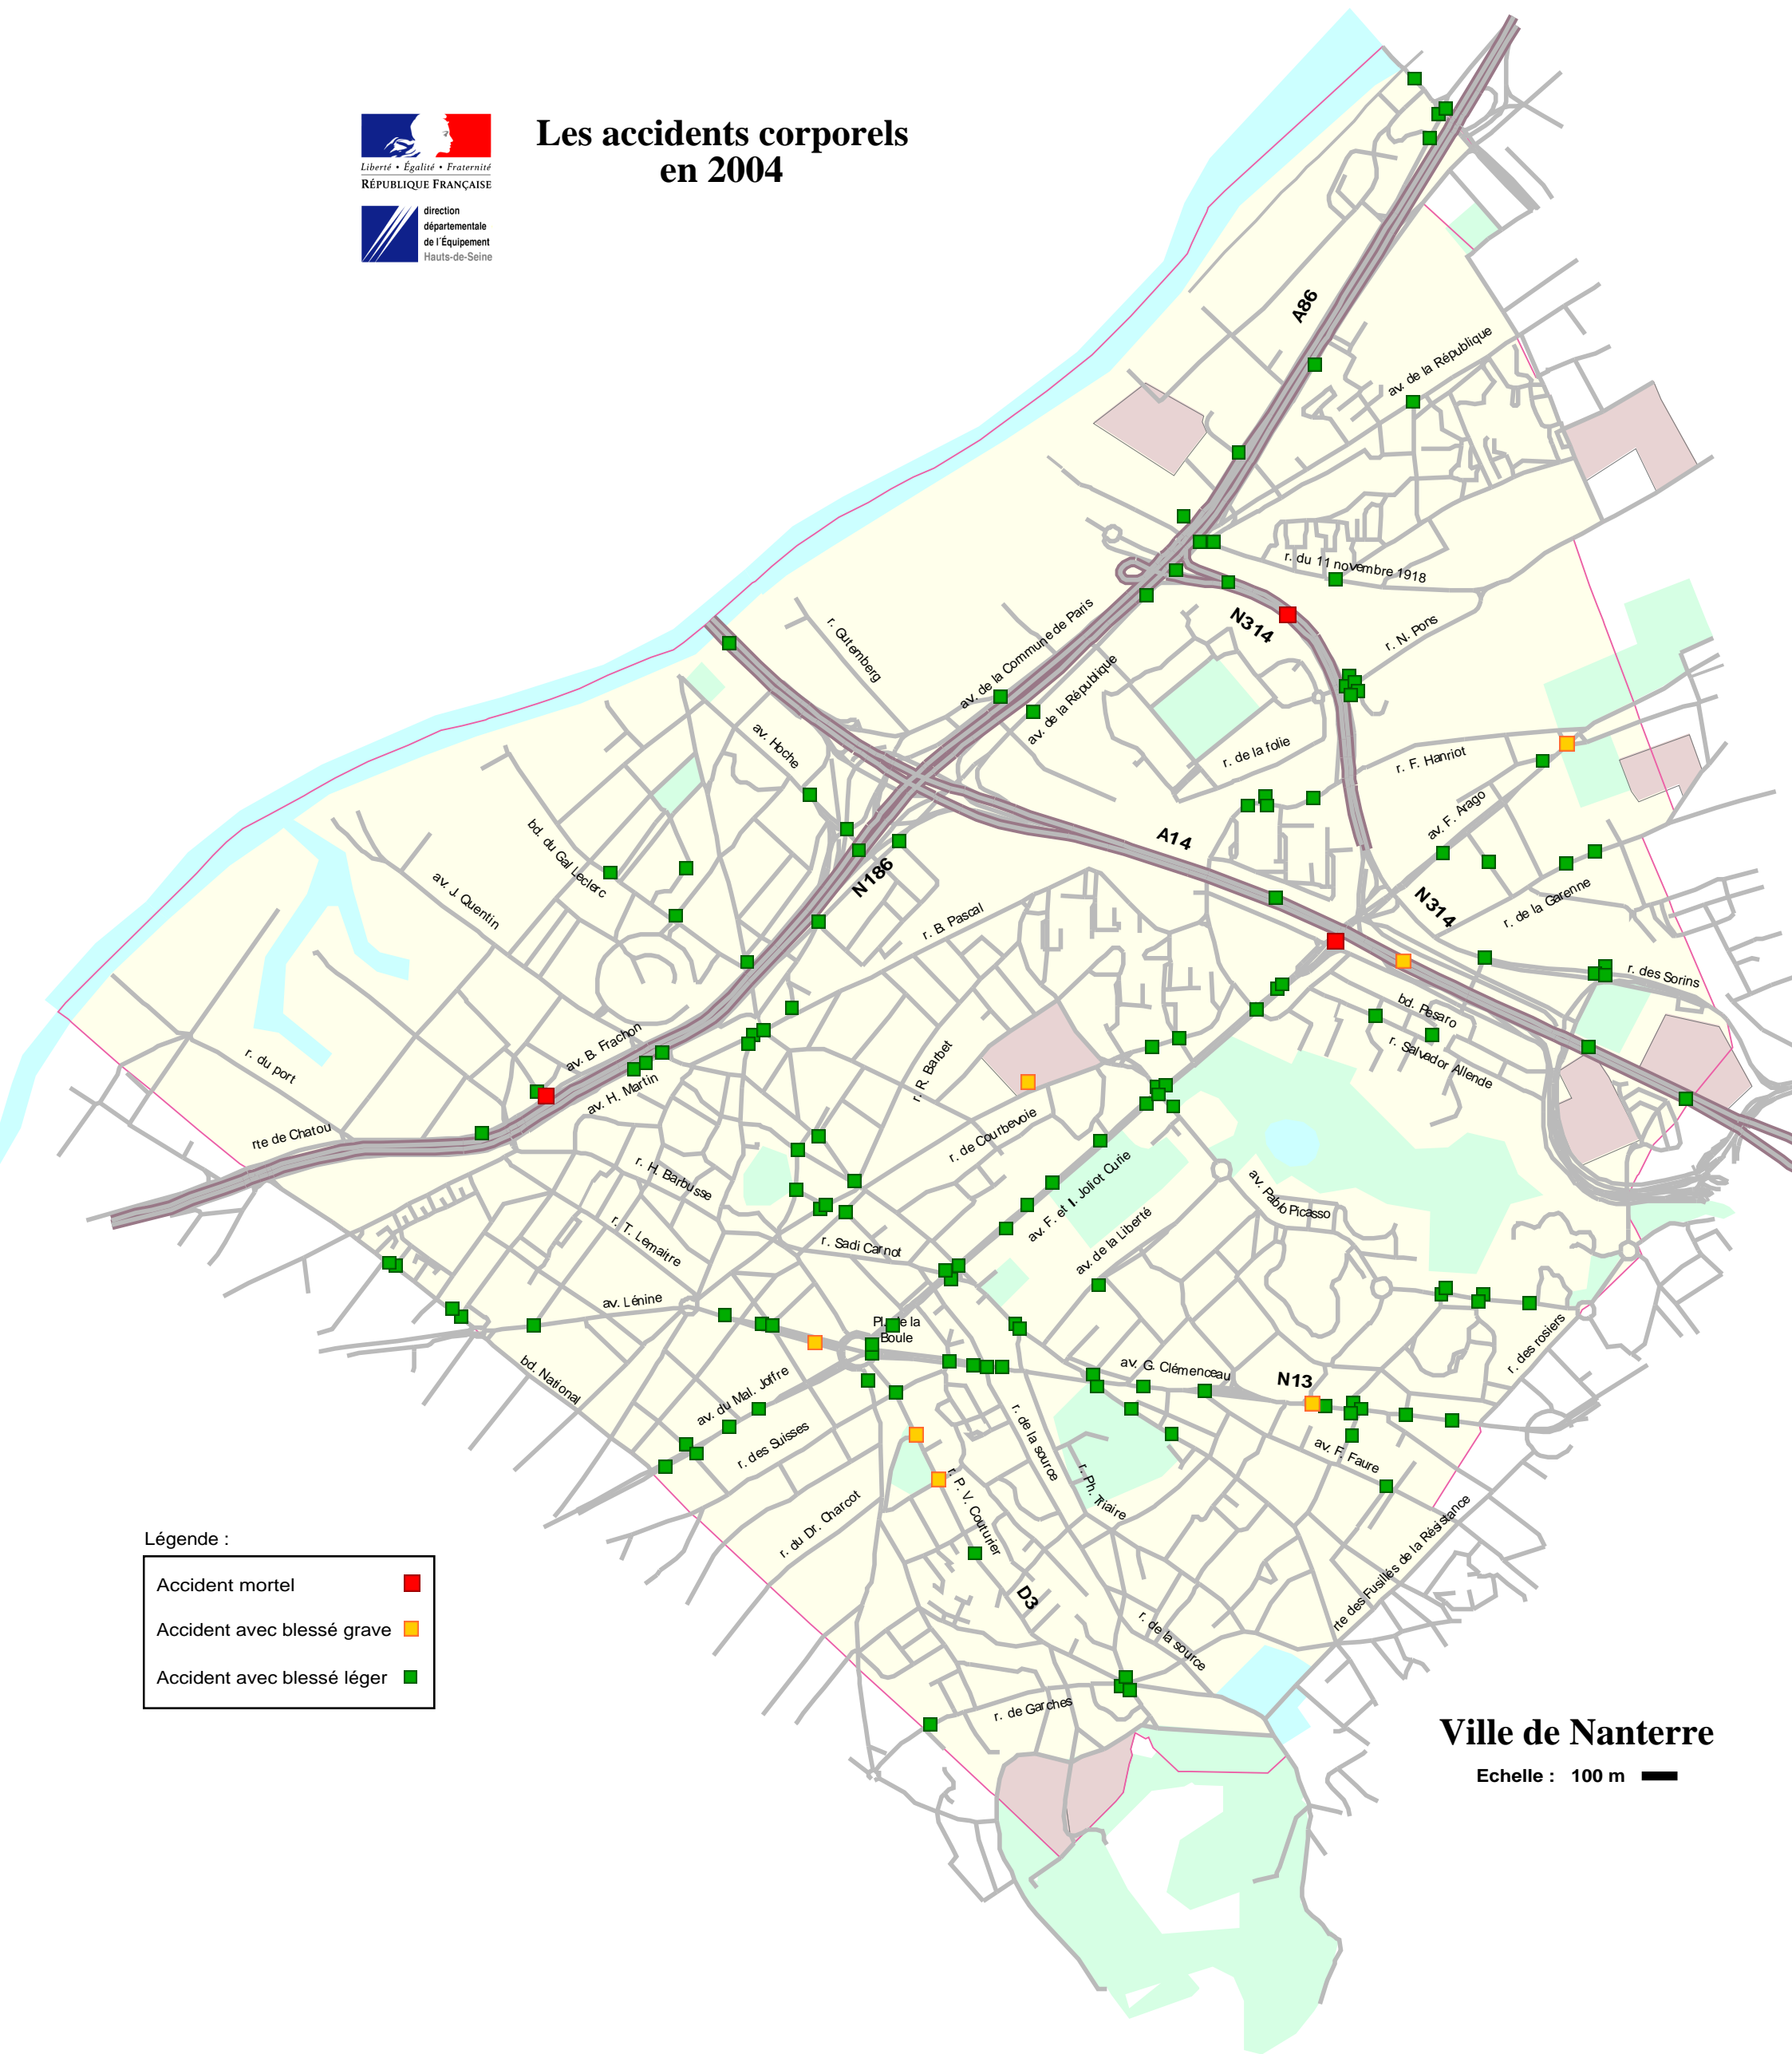 Les accidents corporels
en 2004
Liberté • Égalité • Fraternité
RÉPUBLIQUE FRANÇAISE
direction
départementale
de l'Équipement
Hauts-de-Seine
A86
av. de la République
r. du 11 novembre 1918
N314
r. N. Pons
r. Gutemberg
av. de la Commune de Paris
av. de la République
r. de la folie
av. Hoche
r. F. Hanriot
av. F. Arago
A14
bd. du Gal Leclerc
N186
av. J. Quentin
r. B. Pascal
N314
r. de la Garenne
r. des Sorins
bd. Pesaro
r. Salvador Allende
av. B. Frachon
r. du port
av. H. Martin
r. R. Barbet
rte de Chatou
r. de Courbevoie
r. H. Barbusse
av. F. et I. Joliot Curie
av. Pablo Picasso
r. T. Lemaitre
r. Sadi Carnot
av. de la Liberté
av. Lénine
Pl. de la
Boule
r. des rosiers
bd. National
av. G. Clémenceau
N13
av. du Mal. Joffre
r. des Suisses
r. de la source
av. F. Faure
r. Ph. Triaire
r. P. V. Couturier
r. du Dr. Charcot
rte des Fusillés de la Résistance
D3
r. de la source
r. de Garches
Légende :
Accident mortel
Accident avec blessé grave
Accident avec blessé léger
Ville de Nanterre
Echelle : 100 m